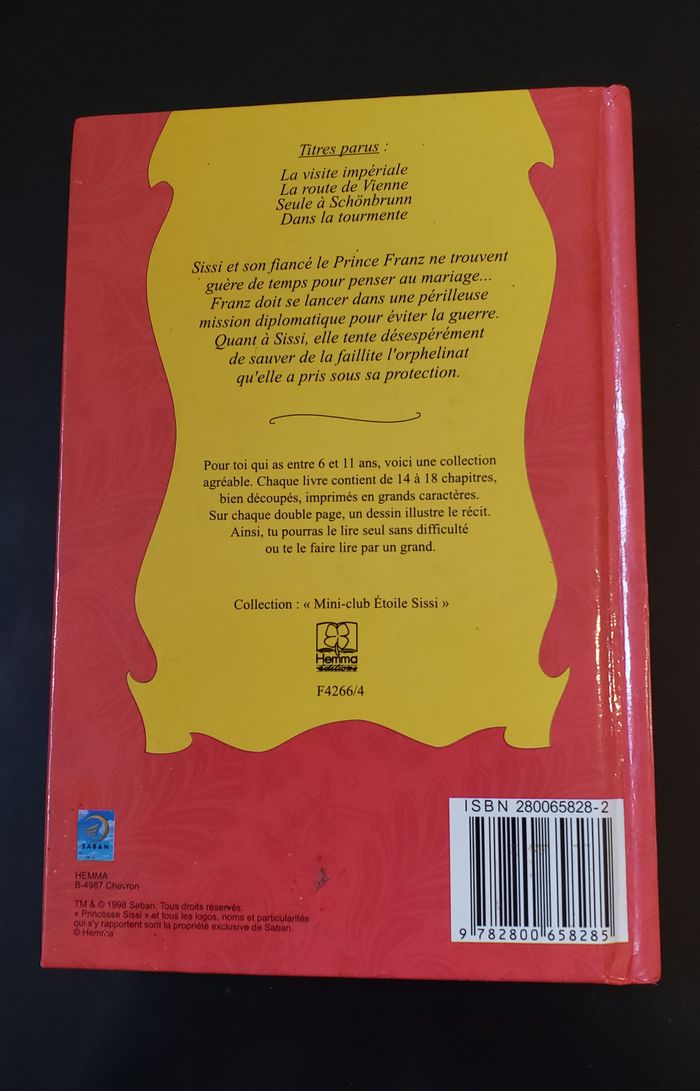 Titres parus :
La visite impériale
La route de Vienne
Seule à Schönbrunn
Dans la tourmente
Sissi et son fiancé le Prince Franz ne trouvent
guère de temps pour penser au mariage...
Franz doit se lancer dans une périlleuse
mission diplomatique pour éviter la guerre.
Quant à Sissi, elle tente désespérément
de sauver de la faillite l'orphelinat
qu'elle a pris sous sa protection.
Pour toi qui as entre 6 et 11 ans, voici une collection
agréable. Chaque livre contient de 14 à 18 chapitres,
bien découpés, imprimés en grands caractères.
Sur chaque double page, un dessin illustre le récit.
Ainsi, tu pourras le lire seul sans difficulté
ou te le faire lire par un grand.
Collection : « Mini-club Étoile Sissi »
Hemma
éditions
F4266/4
SABAN
HEMMA
B-4987 Chevron
TM & © 1998 Saban. Tous droits réservés.
« Princesse Sissi » et tous les logos, noms et particularités
qui s'y rapportent sont la propriété exclusive de Saban.
© Hemma
ISBN 280065828-2
9 782800 658285